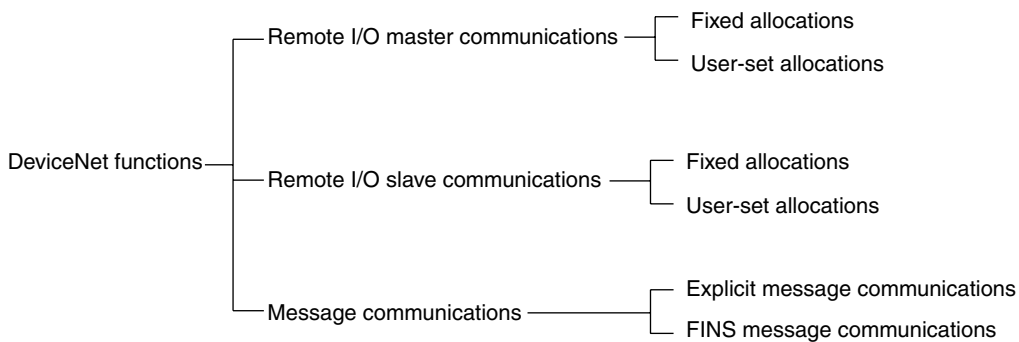 Fixed allocations
Remote I/O master communications
User-set allocations
DeviceNet functions
Fixed allocations
Remote I/O slave communications
User-set allocations
Explicit message communications
Message communications
FINS message communications